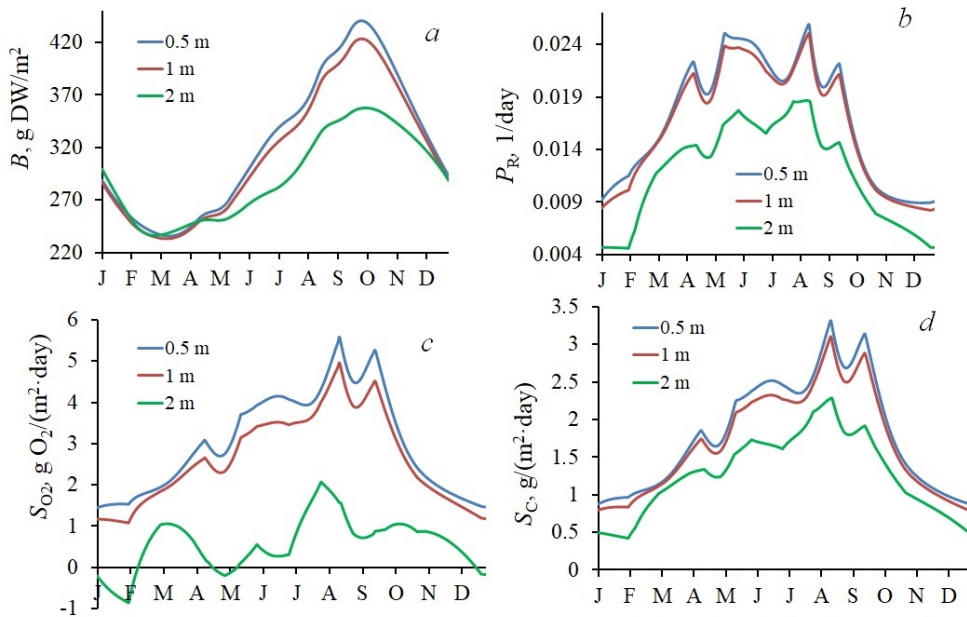 a
B, g DW/m²
420
370
320
270
220
0.5 m
1 m
2 m
J F M A M J J A S O N D
b
P_R, 1/day
0.024
0.019
0.014
0.009
0.004
0.5 m
1 m
2 m
J F M A M J J A S O N D
c
S_O2, g O₂/(m²·day)
6
5
4
3
2
1
0
-1
0.5 m
1 m
2 m
J F M A M J J A S O N D
d
S_C, g/(m²·day)
3.5
3
2.5
2
1.5
1
0.5
0
0.5 m
1 m
2 m
J F M A M J J A S O N D